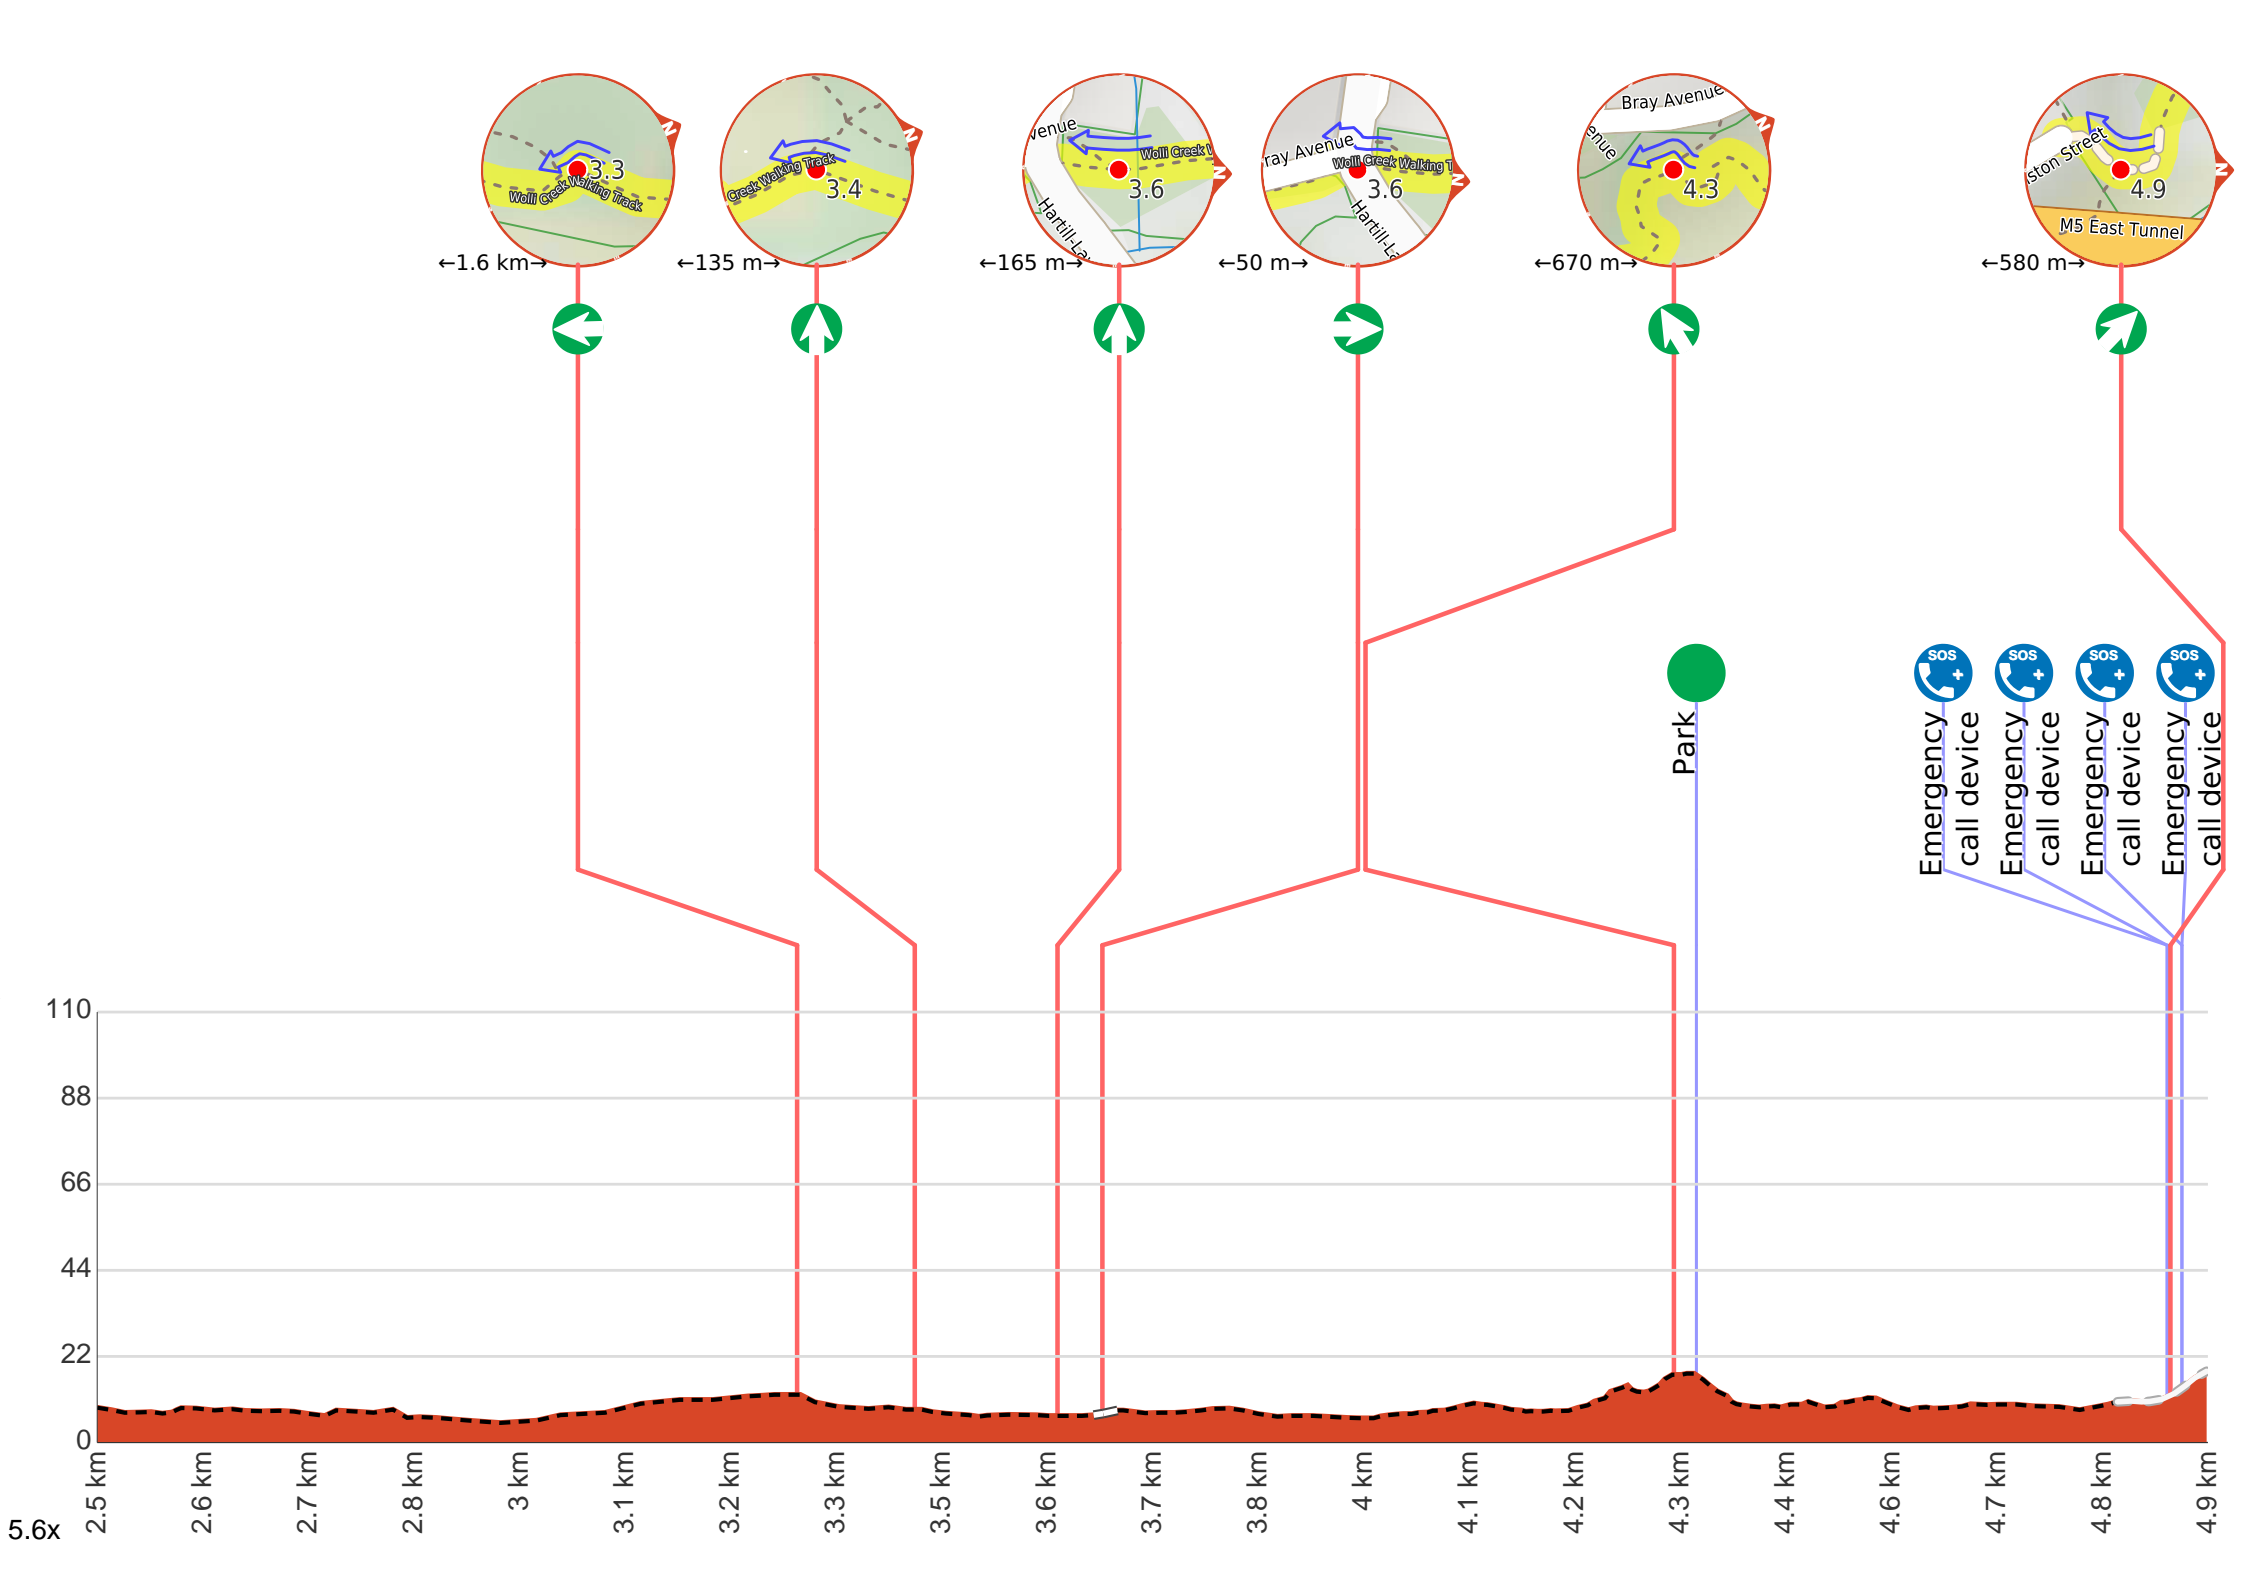 N
3.3
Wolli Creek Walking Track
←1.6 km→
N
Creek Walking Track
3.4
←135 m→
N
venue
Wolli Creek W
3.6
Hartill-La
←165 m→
N
ray Avenue
Wolli Creek Walking T
3.6
Hartill-La
←50 m→
N
Bray Avenue
enue
4.3
←670 m→
N
ston Street
4.9
M5 East Tunnel
←580 m→
Park
SOS
Emergency
call device
SOS
Emergency
call device
SOS
Emergency
call device
SOS
Emergency
call device
110
88
66
44
22
0
2.5 km
2.6 km
2.7 km
2.8 km
3 km
3.1 km
3.2 km
3.3 km
3.5 km
3.6 km
3.7 km
3.8 km
4 km
4.1 km
4.2 km
4.3 km
4.4 km
4.6 km
4.7 km
4.8 km
4.9 km
5.6x